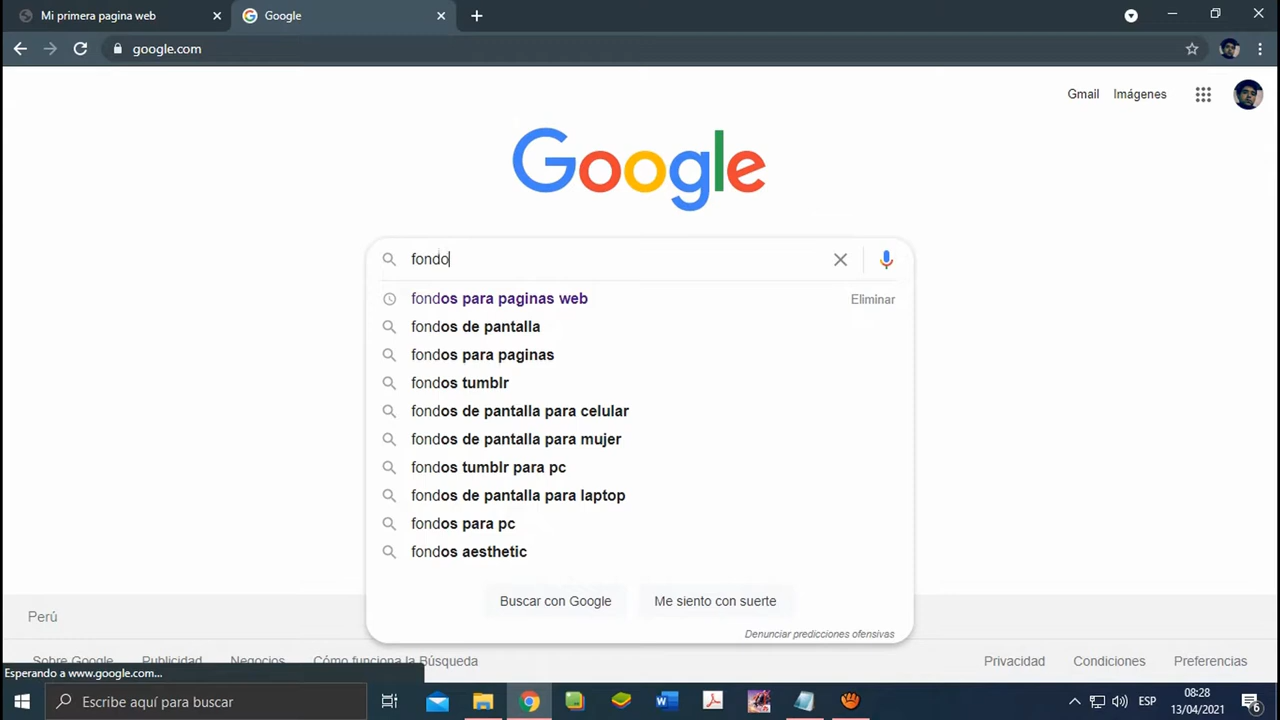 Mi primera pagina web
Google
google.com
Gmail
Imágenes
Google
fondo
fondos para paginas web
Eliminar
fondos de pantalla
fondos para paginas
fondos tumblr
fondos de pantalla para celular
fondos de pantalla para mujer
fondos tumblr para pc
fondos de pantalla para laptop
fondos para pc
fondos aesthetic
Buscar con Google
Me siento con suerte
Denunciar predicciones ofensivas
Perú
Sobre Google
Publicidad
Negocios
Cómo funciona la Búsqueda
Privacidad
Condiciones
Preferencias
Esperando a www.google.com...
Escribe aquí para buscar
ESP
08:28
13/04/2021
6